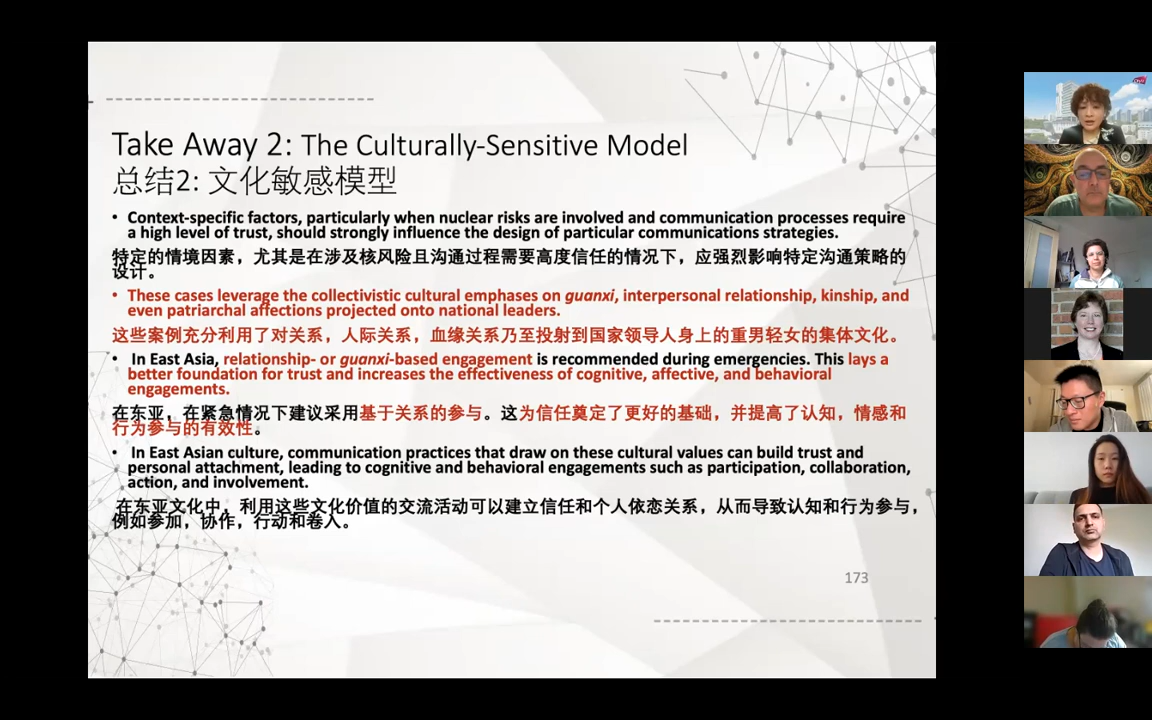 Take Away 2: The Culturally-Sensitive Model
总结2: 文化敏感模型
• Context-specific factors, particularly when nuclear risks are involved and communication processes require
a high level of trust, should strongly influence the design of particular communications strategies.
特定的情境因素，尤其是在涉及核风险且沟通过程需要高度信任的情况下，应强烈影响特定沟通策略的
设计。
• These cases leverage the collectivistic cultural emphases on guanxi, interpersonal relationship, kinship, and
even patriarchal affections projected onto national leaders.
这些案例充分利用了对关系，人际关系，血缘关系乃至投射到国家领导人身上的重男轻女的集体文化。
• In East Asia, relationship- or guanxi-based engagement is recommended during emergencies. This lays a
better foundation for trust and increases the effectiveness of cognitive, affective, and behavioral
engagements.
在东亚，在紧急情况下建议采用基于关系的参与。这为信任奠定了更好的基础，并提高了认知，情感和
行为参与的有效性。
• In East Asian culture, communication practices that draw on these cultural values can build trust and
personal attachment, leading to cognitive and behavioral engagements such as participation, collaboration,
action, and involvement.
在东亚文化中，利用这些文化价值的交流活动可以建立信任和个人依恋关系，从而导致认知和行为参与，
例如参加，协作，行动和卷入。
173